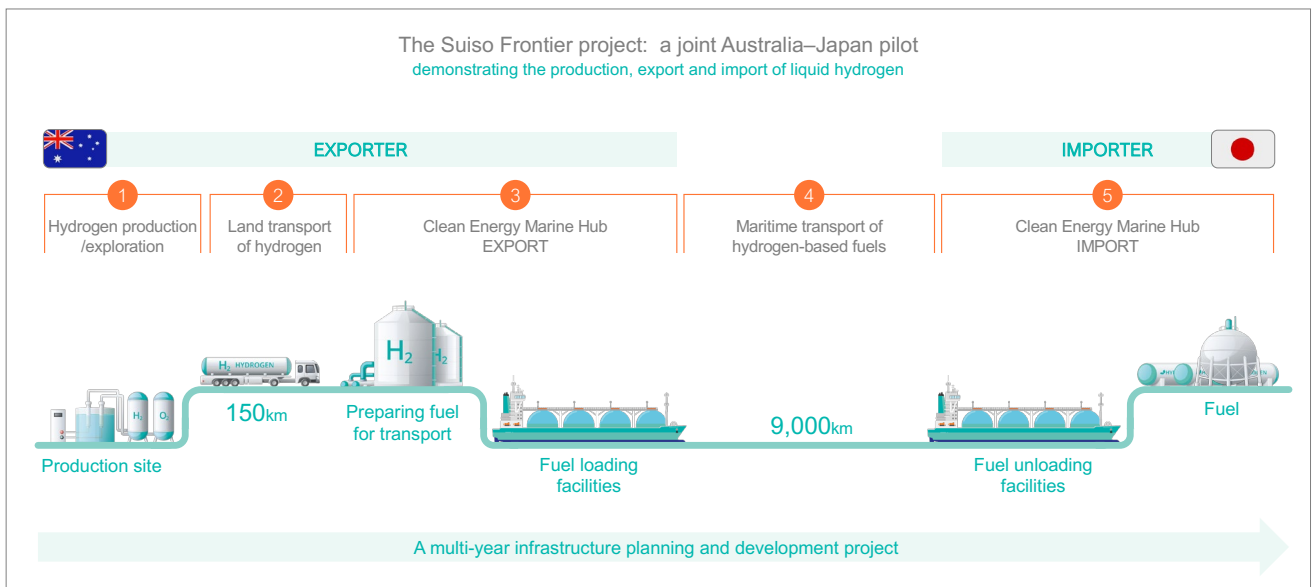 The Suiso Frontier project: a joint Australia–Japan pilot
demonstrating the production, export and import of liquid hydrogen
EXPORTER
IMPORTER
1
2
3
4
5
Hydrogen production
/exploration
Land transport
of hydrogen
Clean Energy Marine Hub
EXPORT
Maritime transport of
hydrogen-based fuels
Clean Energy Marine Hub
IMPORT
H2 HYDROGEN
H2
H2
H2
O2
150km
Preparing fuel
for transport
9,000km
Fuel
Production site
Fuel loading
facilities
Fuel unloading
facilities
A multi-year infrastructure planning and development project